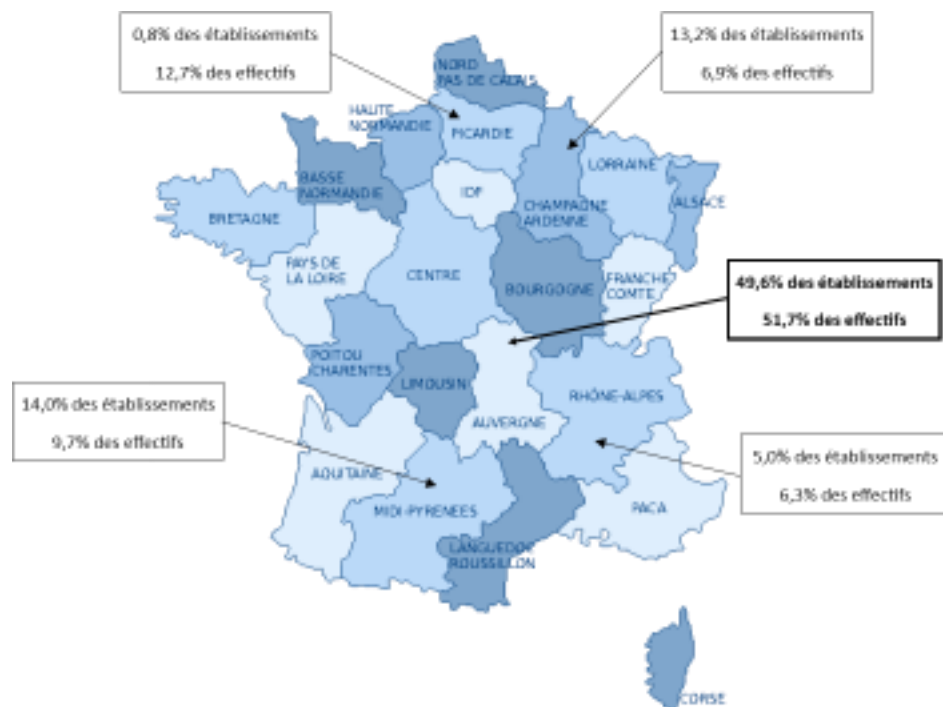 0,8% des établissements
12,7% des effectifs
13,2% des établissements
6,9% des effectifs
NORD
PAS DE CALAIS
HAUTE
NORMANDIE
PICARDIE
LORRAINE
BASSE
NORMANDIE
IDF
CHAMPAGNE
ARDENNE
ALSACE
BRETAGNE
PAYS DE
LA LOIRE
CENTRE
BOURGOGNE
FRANCHE
COMTE
49,6% des établissements
51,7% des effectifs
POITOU
CHARENTES
LIMOUSIN
AUVERGNE
RHÔNE-ALPES
14,0% des établissements
9,7% des effectifs
5,0% des établissements
6,3% des effectifs
AQUITAINE
MIDI-PYRENEES
PACA
LANGUEDOC
ROUSSILLON
CORSE